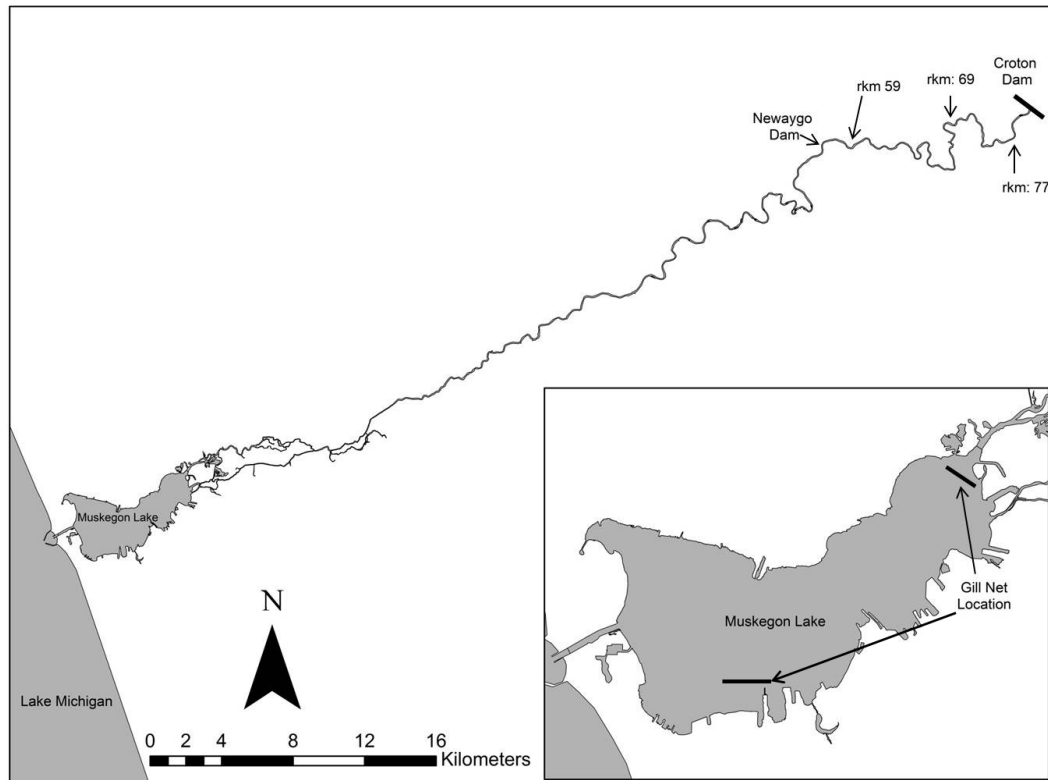 Croton
Dam
rkm: 69
rkm 59
Newaygo
Dam
rkm: 77
Muskegon Lake
Lake Michigan
N
0 2 4 8 12 16
Kilometers
Gill Net
Location
Muskegon Lake